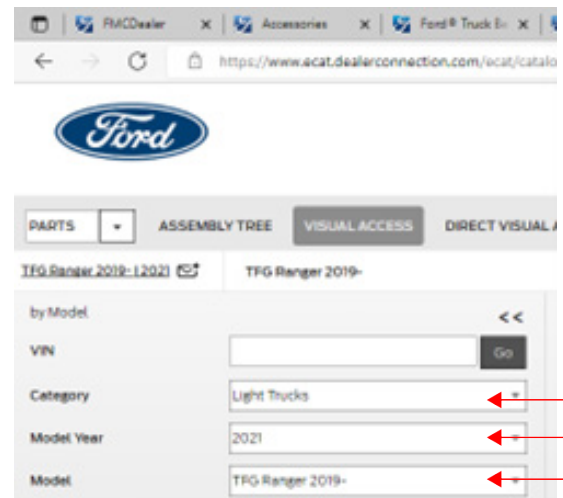 FMCDealer Accessories Ford® Truck B
https://www.ecat.dealerconnection.com/ecat/catalo
Ford
PARTS ASSEMBLY TREE VISUAL ACCESS DIRECT VISUAL A
TFG Ranger 2019- | 2021 TFG Ranger 2019-
by Model <<
VIN Go
Category Light Trucks
Model Year 2021
Model TFG Ranger 2019-